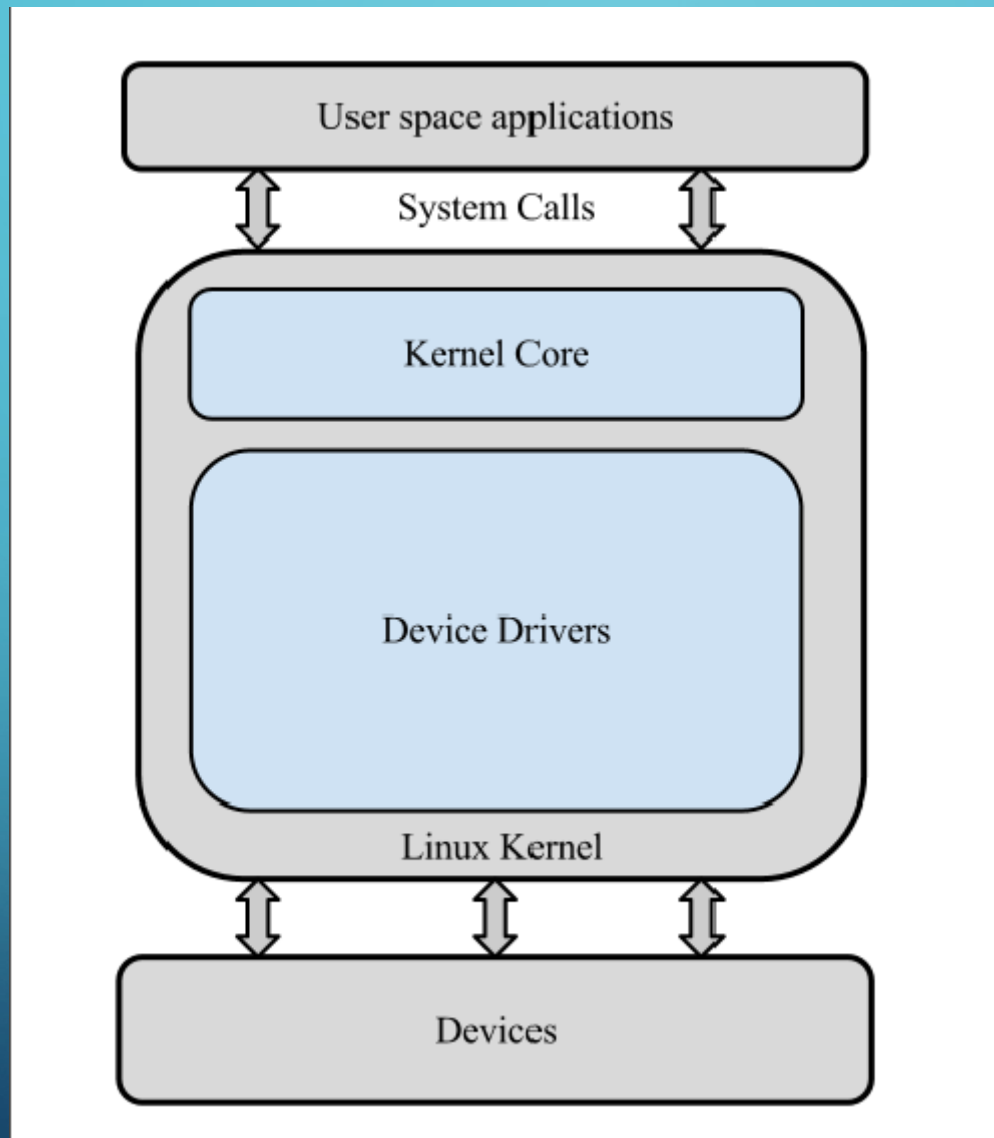 User space applications
System Calls
Kernel Core
Device Drivers
Linux Kernel
Devices